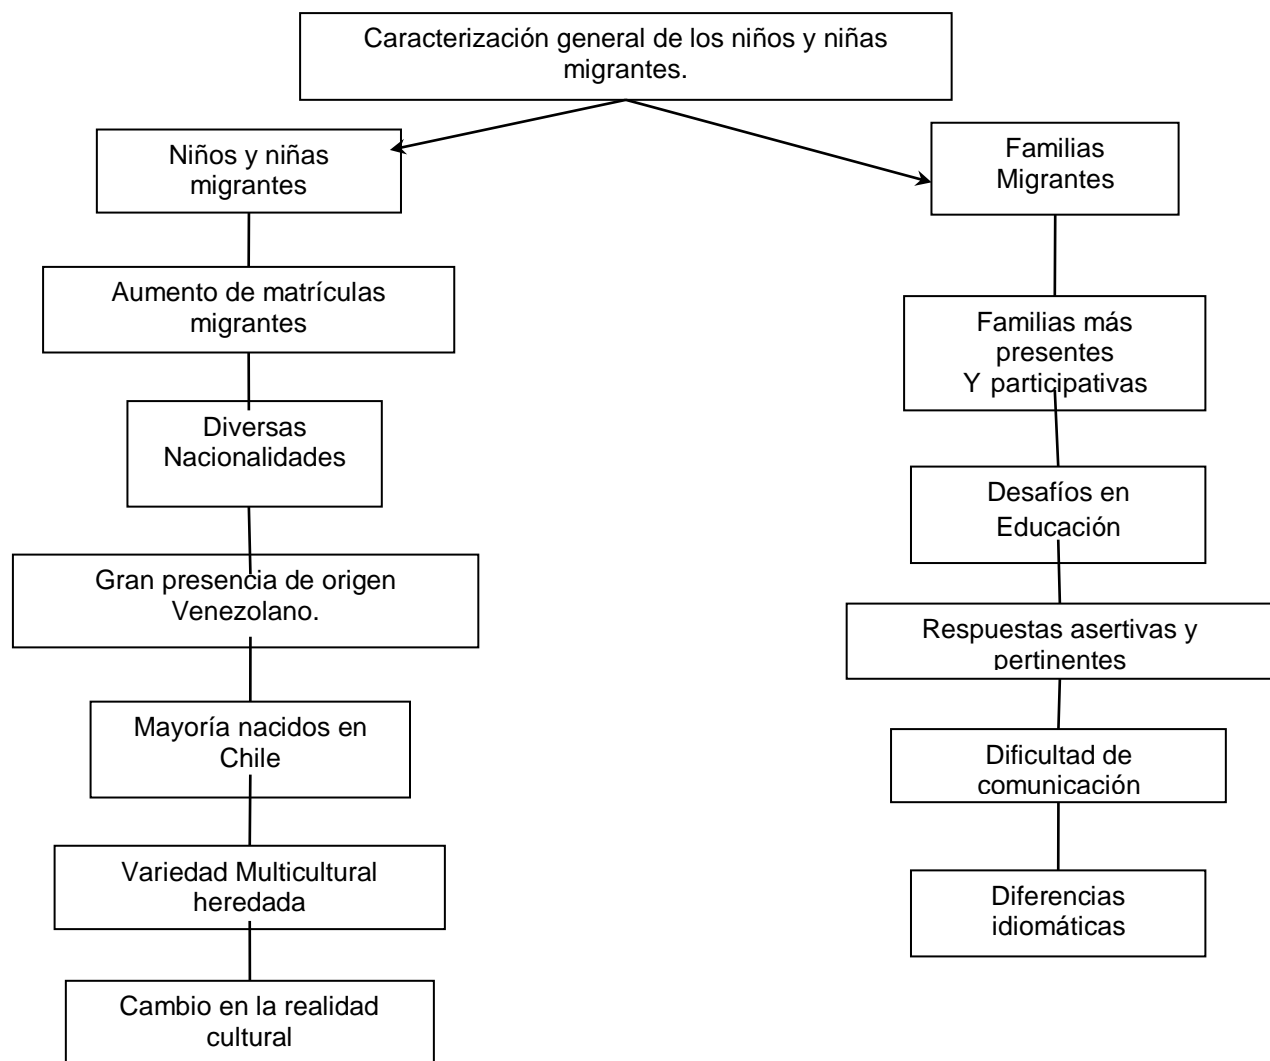 Caracterización general de los niños y niñas
migrantes.
Niños y niñas
migrantes
Aumento de matrículas
migrantes
Diversas
Nacionalidades
Gran presencia de origen
Venezolano.
Mayoría nacidos en
Chile
Variedad Multicultural
heredada
Cambio en la realidad
cultural
Familias
Migrantes
Familias más
presentes
Y participativas
Desafíos en
Educación
Respuestas asertivas y
pertinentes
Dificultad de
comunicación
Diferencias
idiomáticas